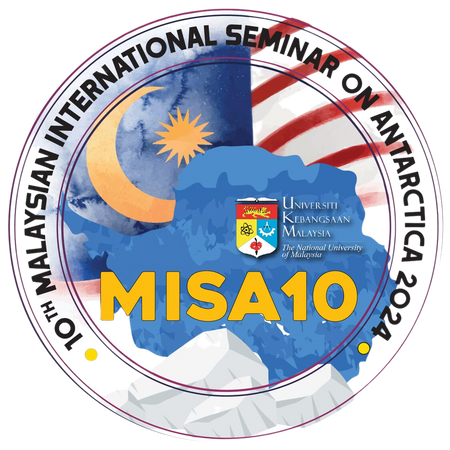 10TH MALAYSIAN INTERNATIONAL SEMINAR ON ANTARCTICA 2024
UNIVERSITI
KEBANGSAAN
MALAYSIA
The National University
of Malaysia
MISA10